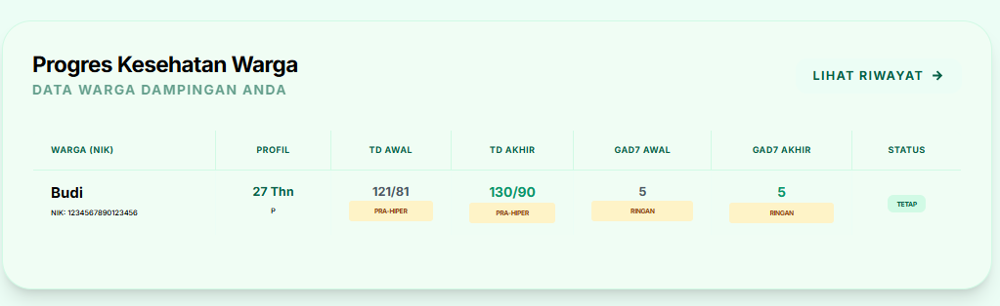 Progres Kesehatan Warga
DATA WARGA DAMPINGAN ANDA
LIHAT RIWAYAT →
WARGA (NIK) PROFIL TD AWAL TD AKHIR GAD7 AWAL GAD7 AKHIR STATUS
Budi 27 Thn 121/81 130/90 5 5
NIK: 1234567890123456 P PRA-HIPER PRA-HIPER RINGAN RINGAN TETAP